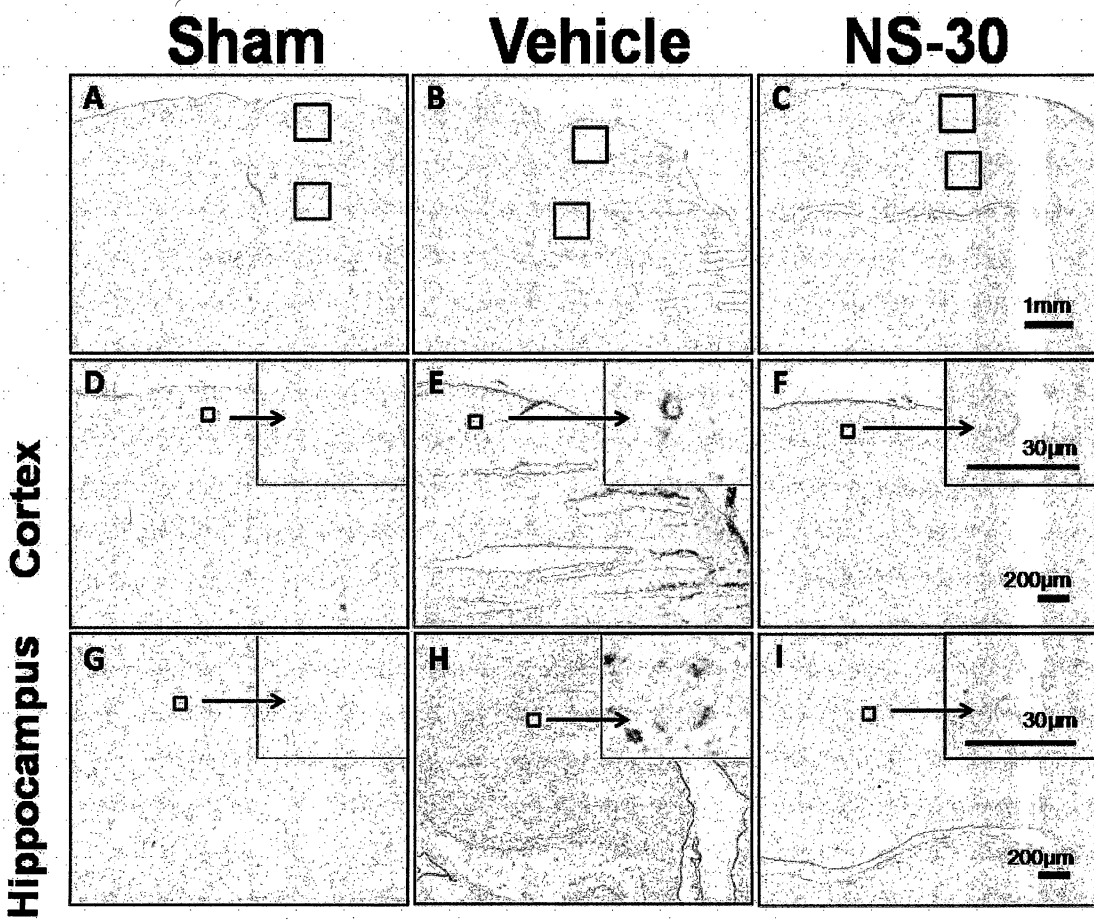 Sham Vehicle NS-30
A B C
1mm
Cortex
D E F
30µm
200µm
Hippocampus
G H I
30µm
200µm